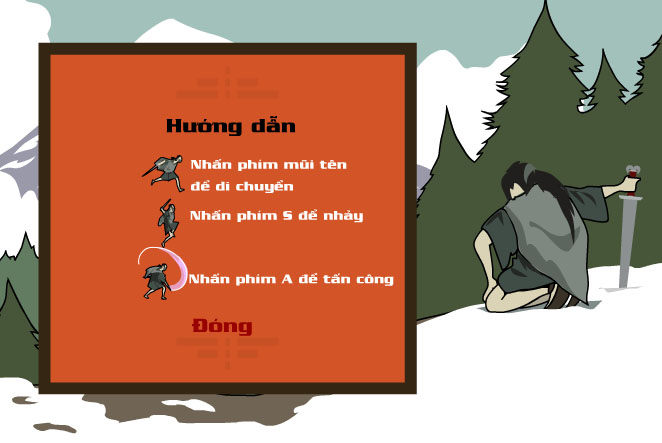 Hướng dẫn
Nhấn phím mũi tên
để di chuyển
Nhấn phím S để nhảy
Nhấn phím A để tấn công
Đóng